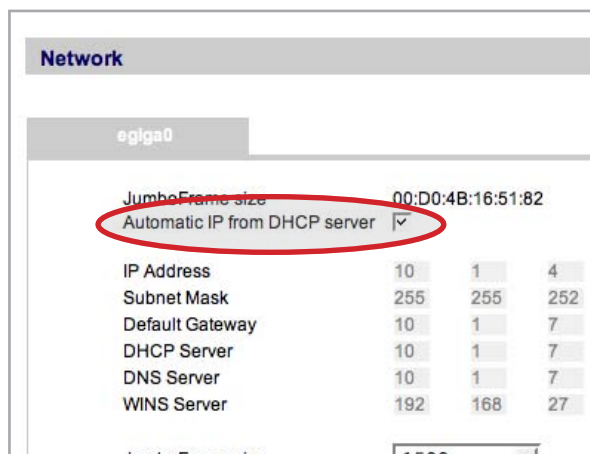 Network
egiga0
JumboFrame size 00:D0:4B:16:51:82
Automatic IP from DHCP server
IP Address 10 1 4
Subnet Mask 255 255 252
Default Gateway 10 1 7
DHCP Server 10 1 7
DNS Server 10 1 7
WINS Server 192 168 27